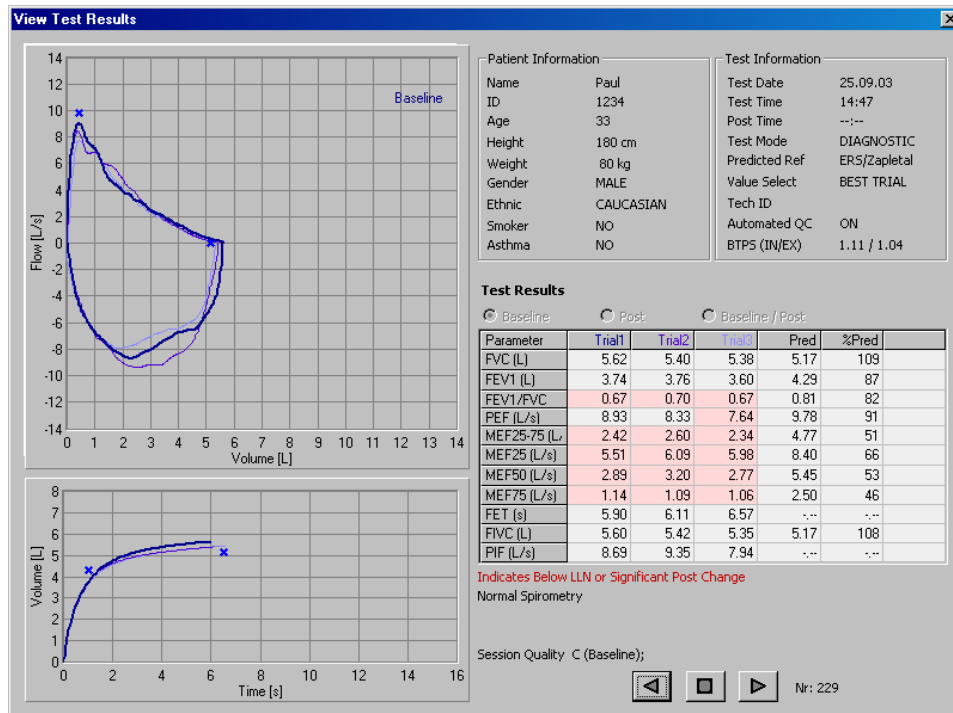 View Test Results
14
12
10
8
6
4
2
0
-2
-4
-6
-8
-10
-12
-14
Flow [L/s]
Baseline
0 1 2 3 4 5 6 7 8 9 10 11 12 13 14
Volume [L]
8
7
6
5
4
3
2
1
0
Volume [L]
0 2 4 6 8 10 12 14 16
Time [s]
Patient Information
Name Paul
ID 1234
Age 33
Height 180 cm
Weight 80 kg
Gender MALE
Ethnic CAUCASIAN
Smoker NO
Asthma NO
Test Information
Test Date 25.09.03
Test Time 14:47
Post Time --:--
Test Mode DIAGNOSTIC
Predicted Ref ERS/Zapletal
Value Select BEST TRIAL
Tech ID
Automated QC ON
BTPS (IN/EX) 1.11 / 1.04
Test Results
Baseline Post Baseline / Post
Parameter Trial1 Trial2 Trial3 Pred %Pred
FVC (L) 5.62 5.40 5.38 5.17 109
FEV1 (L) 3.74 3.76 3.60 4.29 87
FEV1/FVC 0.67 0.70 0.67 0.81 82
PEF (L/s) 8.93 8.33 7.64 9.78 91
MEF25-75 (L/ 2.42 2.60 2.34 4.77 51
MEF25 (L/s) 5.51 6.09 5.98 8.40 66
MEF50 (L/s) 2.89 3.20 2.77 5.45 53
MEF75 (L/s) 1.14 1.09 1.06 2.50 46
FET (s) 5.90 6.11 6.57 -.-- -.--
FIVC (L) 5.60 5.42 5.35 5.17 108
PIF (L/s) 8.69 9.35 7.94 -.-- -.--
Indicates Below LLN or Significant Post Change
Normal Spirometry
Session Quality C (Baseline);
Nr: 229